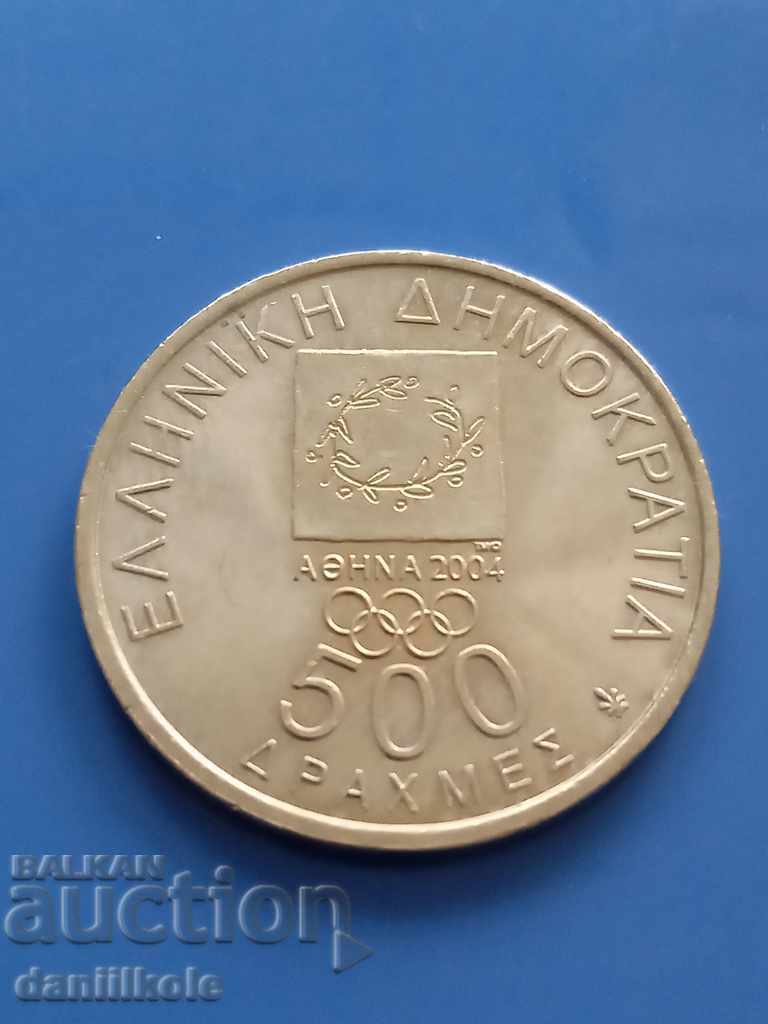 ΕΛΛΗΝΙΚΗ ΔΗΜΟΚΡΑΤΙΑ
ΑΘΗΝΑ 2004
500
ΔΡΑΧΜΕΣ
BALKAN
auction
daniilkole